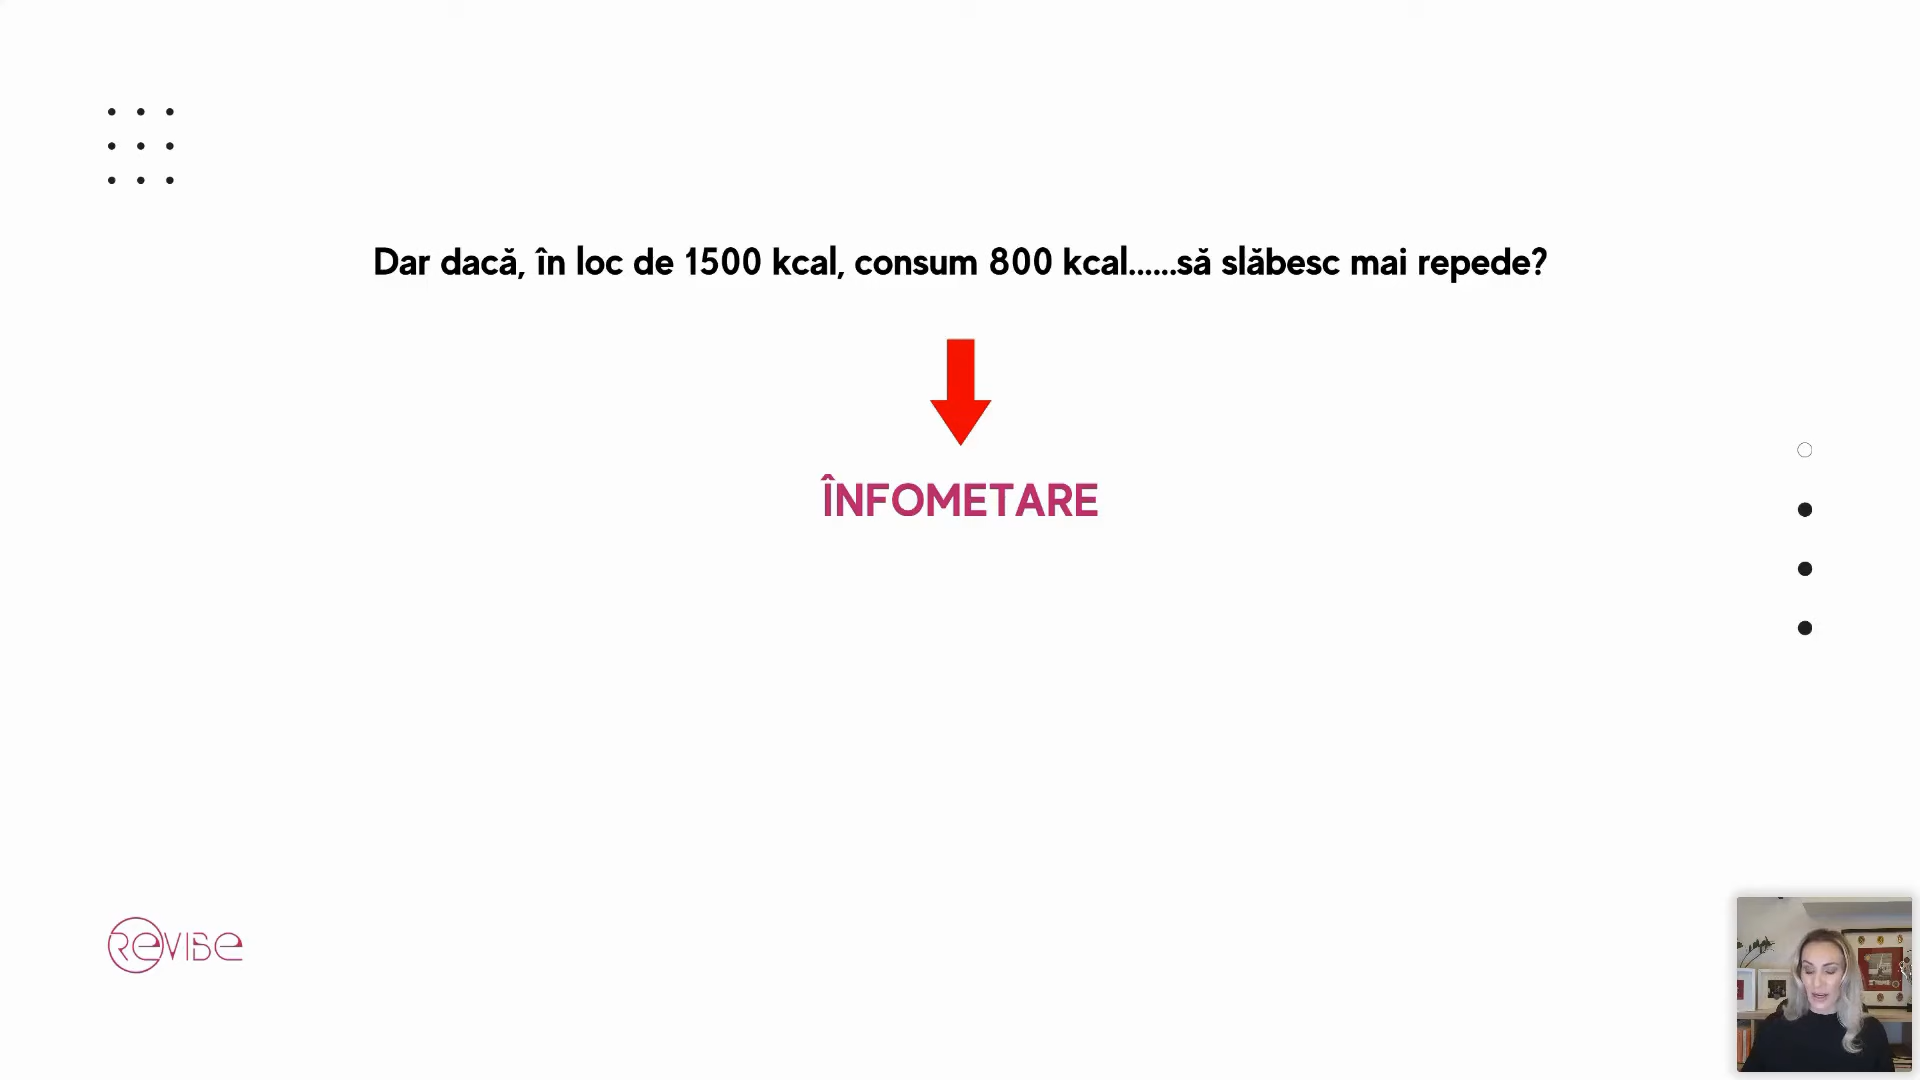 Dar dacă, în loc de 1500 kcal, consum 800 kcal......să slăbesc mai repede?
ÎNFOMETARE
REVIBE